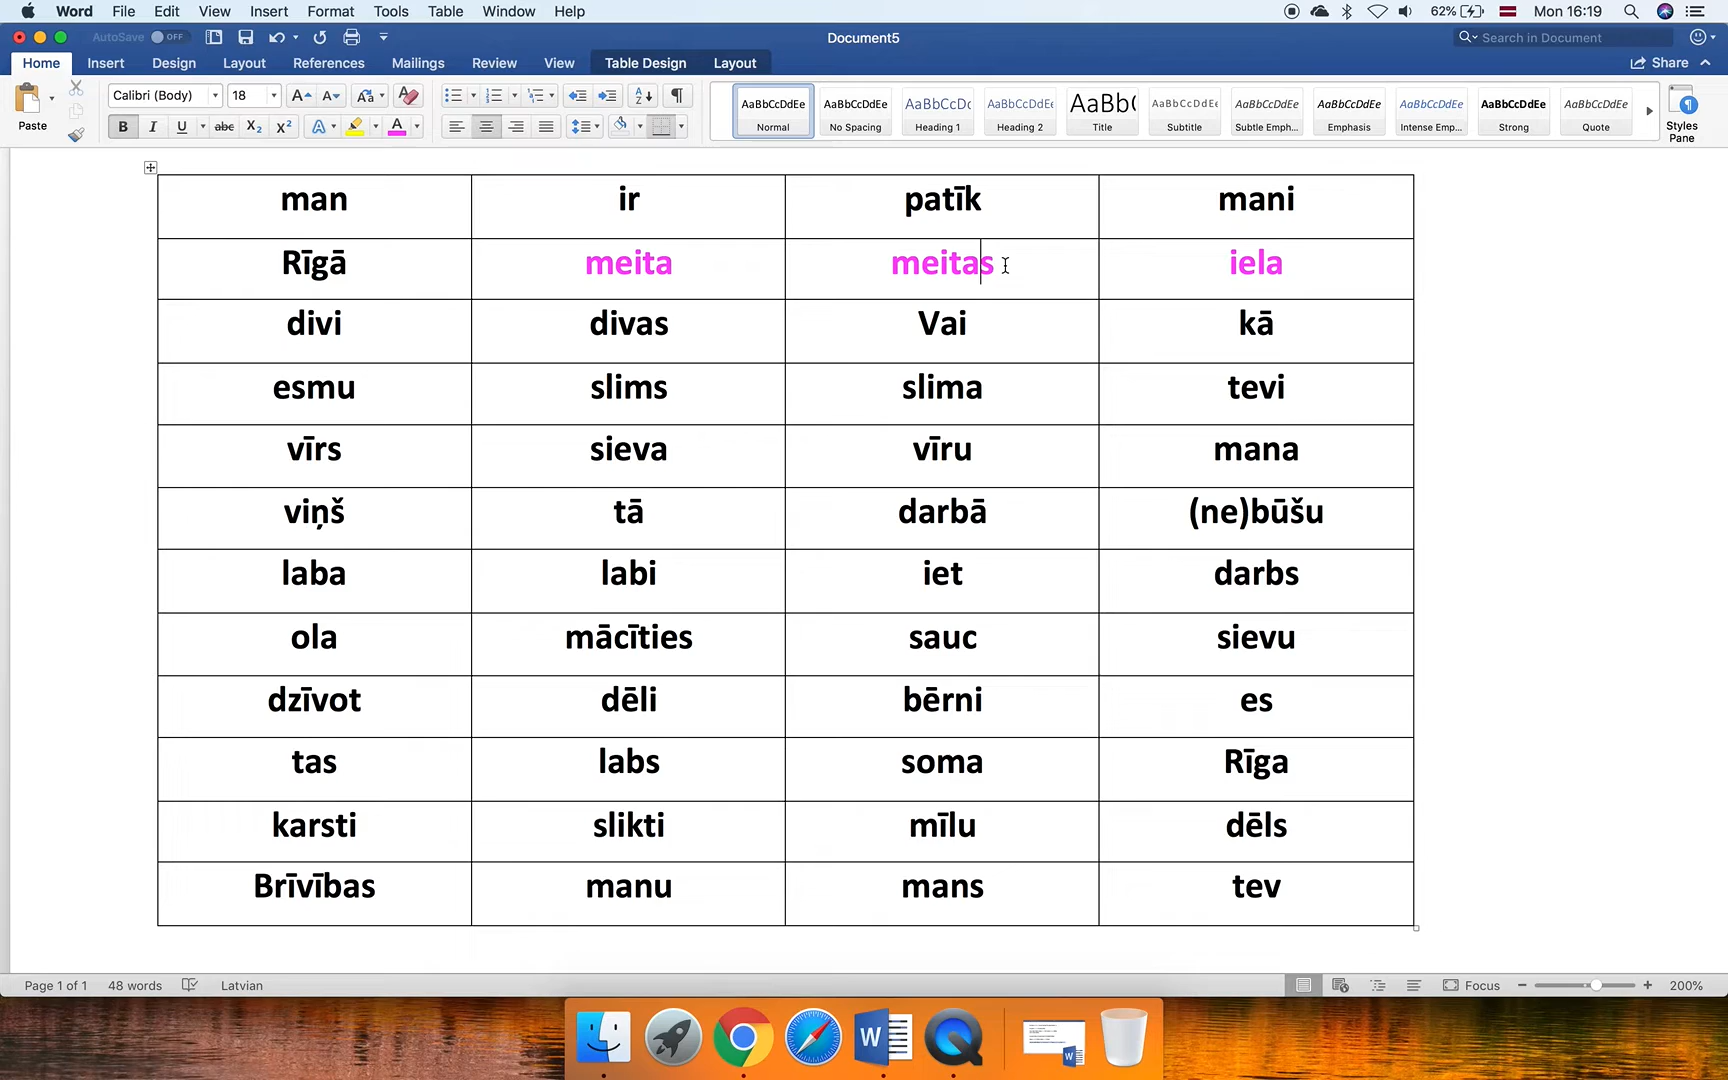 Word File Edit View Insert Format Tools Table Window Help 62% Mon 16:19
AutoSave OFF Document5 Search in Document
Home Insert Design Layout References Mailings Review View Table Design Layout Share
Paste Calibri (Body) 18 AaBbCcDdEe AaBbCcDdEe AaBbCcDc AaBbCcDdE AaBb( AaBbCcDdEe AaBbCcDdEe AaBbCcDdEe AaBbCcDdEe AaBbCcDdEe AaBbCcDdEe
Normal No Spacing Heading 1 Heading 2 Title Subtitle Subtle Emph... Emphasis Intense Emp... Strong Quote Styles Pane
man ir patīk mani
Rīgā meita meitas iela
divi divas Vai kā
esmu slims slima tevi
vīrs sieva vīru mana
viņš tā darbā (ne)būšu
laba labi iet darbs
ola mācīties sauc sievu
dzīvot dēli bērni es
tas labs soma Rīga
karsti slikti mīlu dēls
Brīvības manu mans tev
Page 1 of 1 48 words Latvian Focus 200%